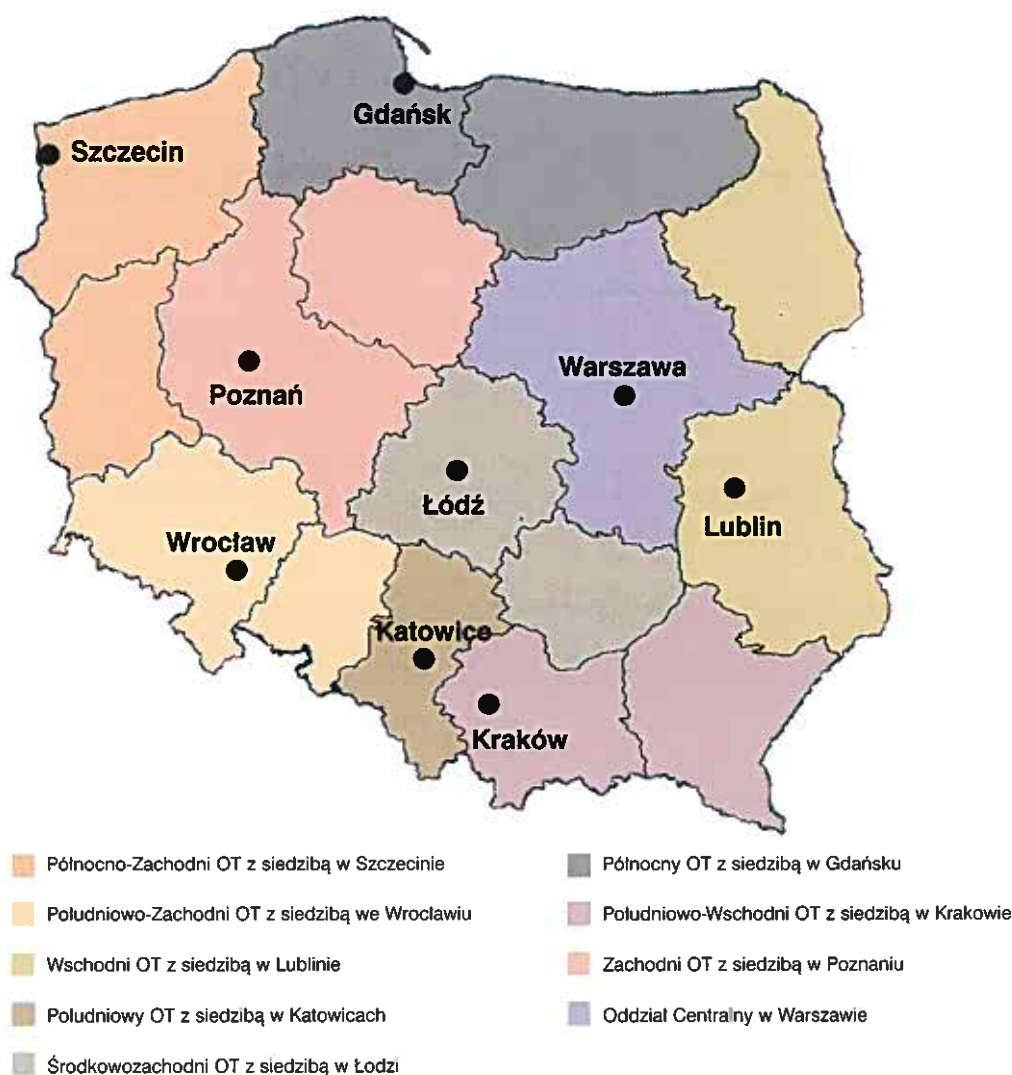 Gdańsk
Szczecin
Warszawa
Poznań
Łódź
Lublin
Wrocław
Katowice
Kraków
Północno-Zachodni OT z siedzibą w Szczecinie
Południowo-Zachodni OT z siedzibą we Wrocławiu
Wschodni OT z siedzibą w Lublinie
Południowy OT z siedzibą w Katowicach
Środkowozachodni OT z siedzibą w Łodzi
Północny OT z siedzibą w Gdańsku
Południowo-Wschodni OT z siedzibą w Krakowie
Zachodni OT z siedzibą w Poznaniu
Oddział Centralny w Warszawie